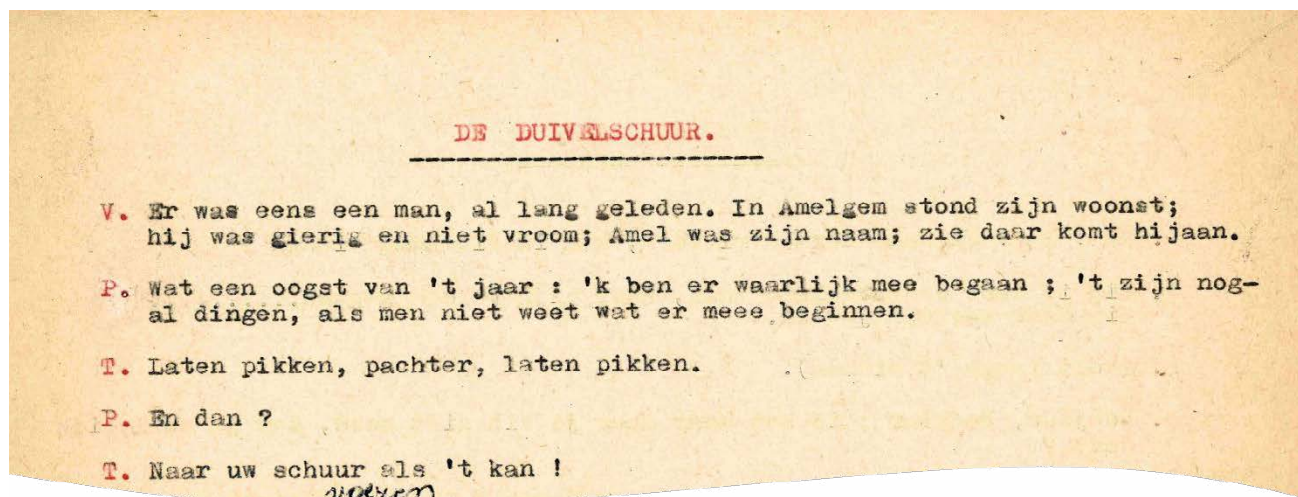 DE DUIVELSCHUUR.
V. Er was eens een man, al lang geleden. In Amelgem stond zijn woonst;
hij was gierig en niet vroom; Amel was zijn naam; zie daar komt hijaan.
P. Wat een oogst van 't jaar : 'k ben er waarlijk mee begaan ; 't zijn nog-
al dingen, als men niet weet wat er meee beginnen.
T. Laten pikken, pachter, laten pikken.
P. En dan ?
T. Naar uw schuur als 't kan !
voeren